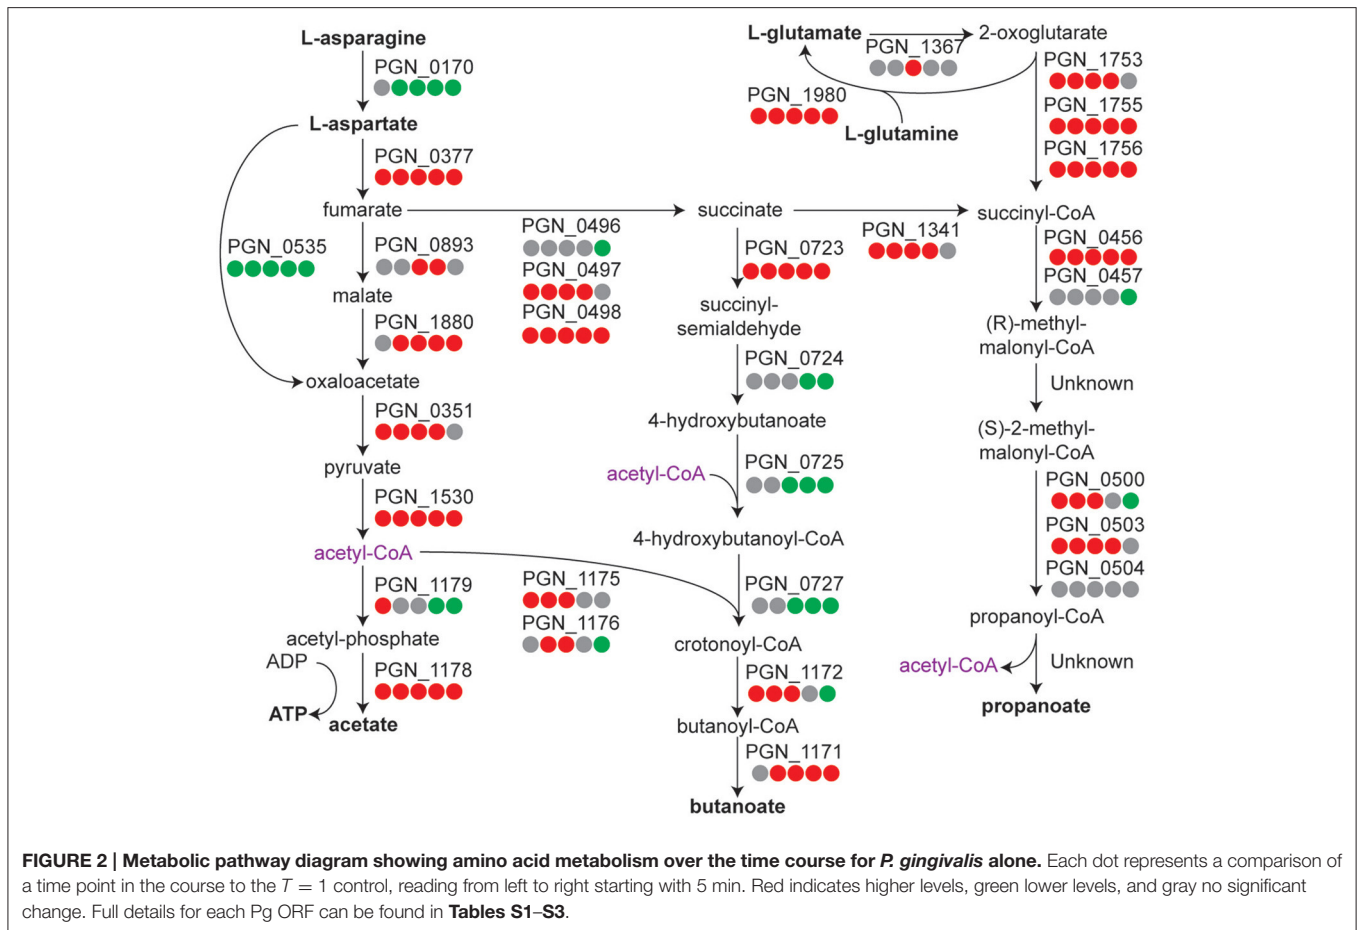 L-asparagine
PGN_0170
L-aspartate
PGN_0377
fumarate
PGN_0535
PGN_0893
malate
PGN_1880
oxaloacetate
PGN_0351
pyruvate
PGN_1530
acetyl-CoA
PGN_1179
acetyl-phosphate
ADP
PGN_1178
ATP
acetate
PGN_0496
PGN_0497
PGN_0498
PGN_1175
PGN_1176
L-glutamate
PGN_1367
2-oxoglutarate
PGN_1980
L-glutamine
PGN_1753
PGN_1755
PGN_1756
succinate
PGN_1341
succinyl-CoA
PGN_0723
succinyl-
semialdehyde
PGN_0724
4-hydroxybutanoate
acetyl-CoA
PGN_0725
4-hydroxybutanoyl-CoA
PGN_0727
crotonoyl-CoA
PGN_1172
butanoyl-CoA
PGN_1171
butanoate
PGN_0456
PGN_0457
(R)-methyl-
malonyl-CoA
Unknown
(S)-2-methyl-
malonyl-CoA
PGN_0500
PGN_0503
PGN_0504
propanoyl-CoA
acetyl-CoA
Unknown
propanoate
FIGURE 2 | Metabolic pathway diagram showing amino acid metabolism over the time course for P. gingivalis alone. Each dot represents a comparison of
a time point in the course to the T = 1 control, reading from left to right starting with 5 min. Red indicates higher levels, green lower levels, and gray no significant
change. Full details for each Pg ORF can be found in Tables S1–S3.